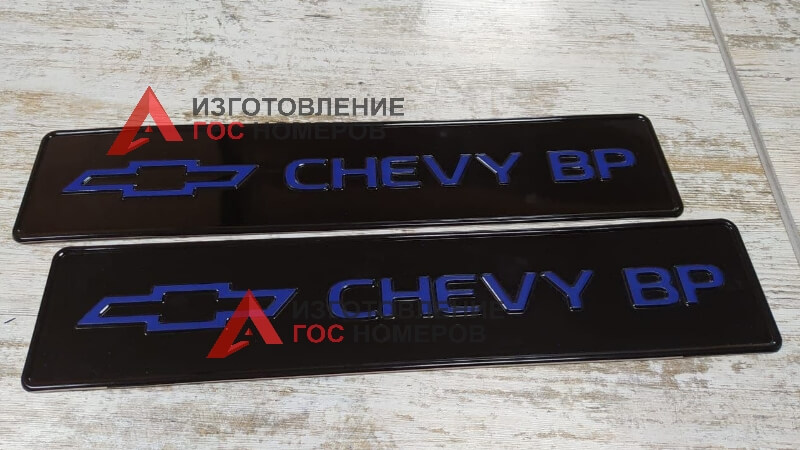 ИЗГОТОВЛЕНИЕ
ГОС НОМЕРОВ
CHEVY BP
CHEVY BP
ИЗГОТОВЛЕНИЕ
ГОС НОМЕРОВ